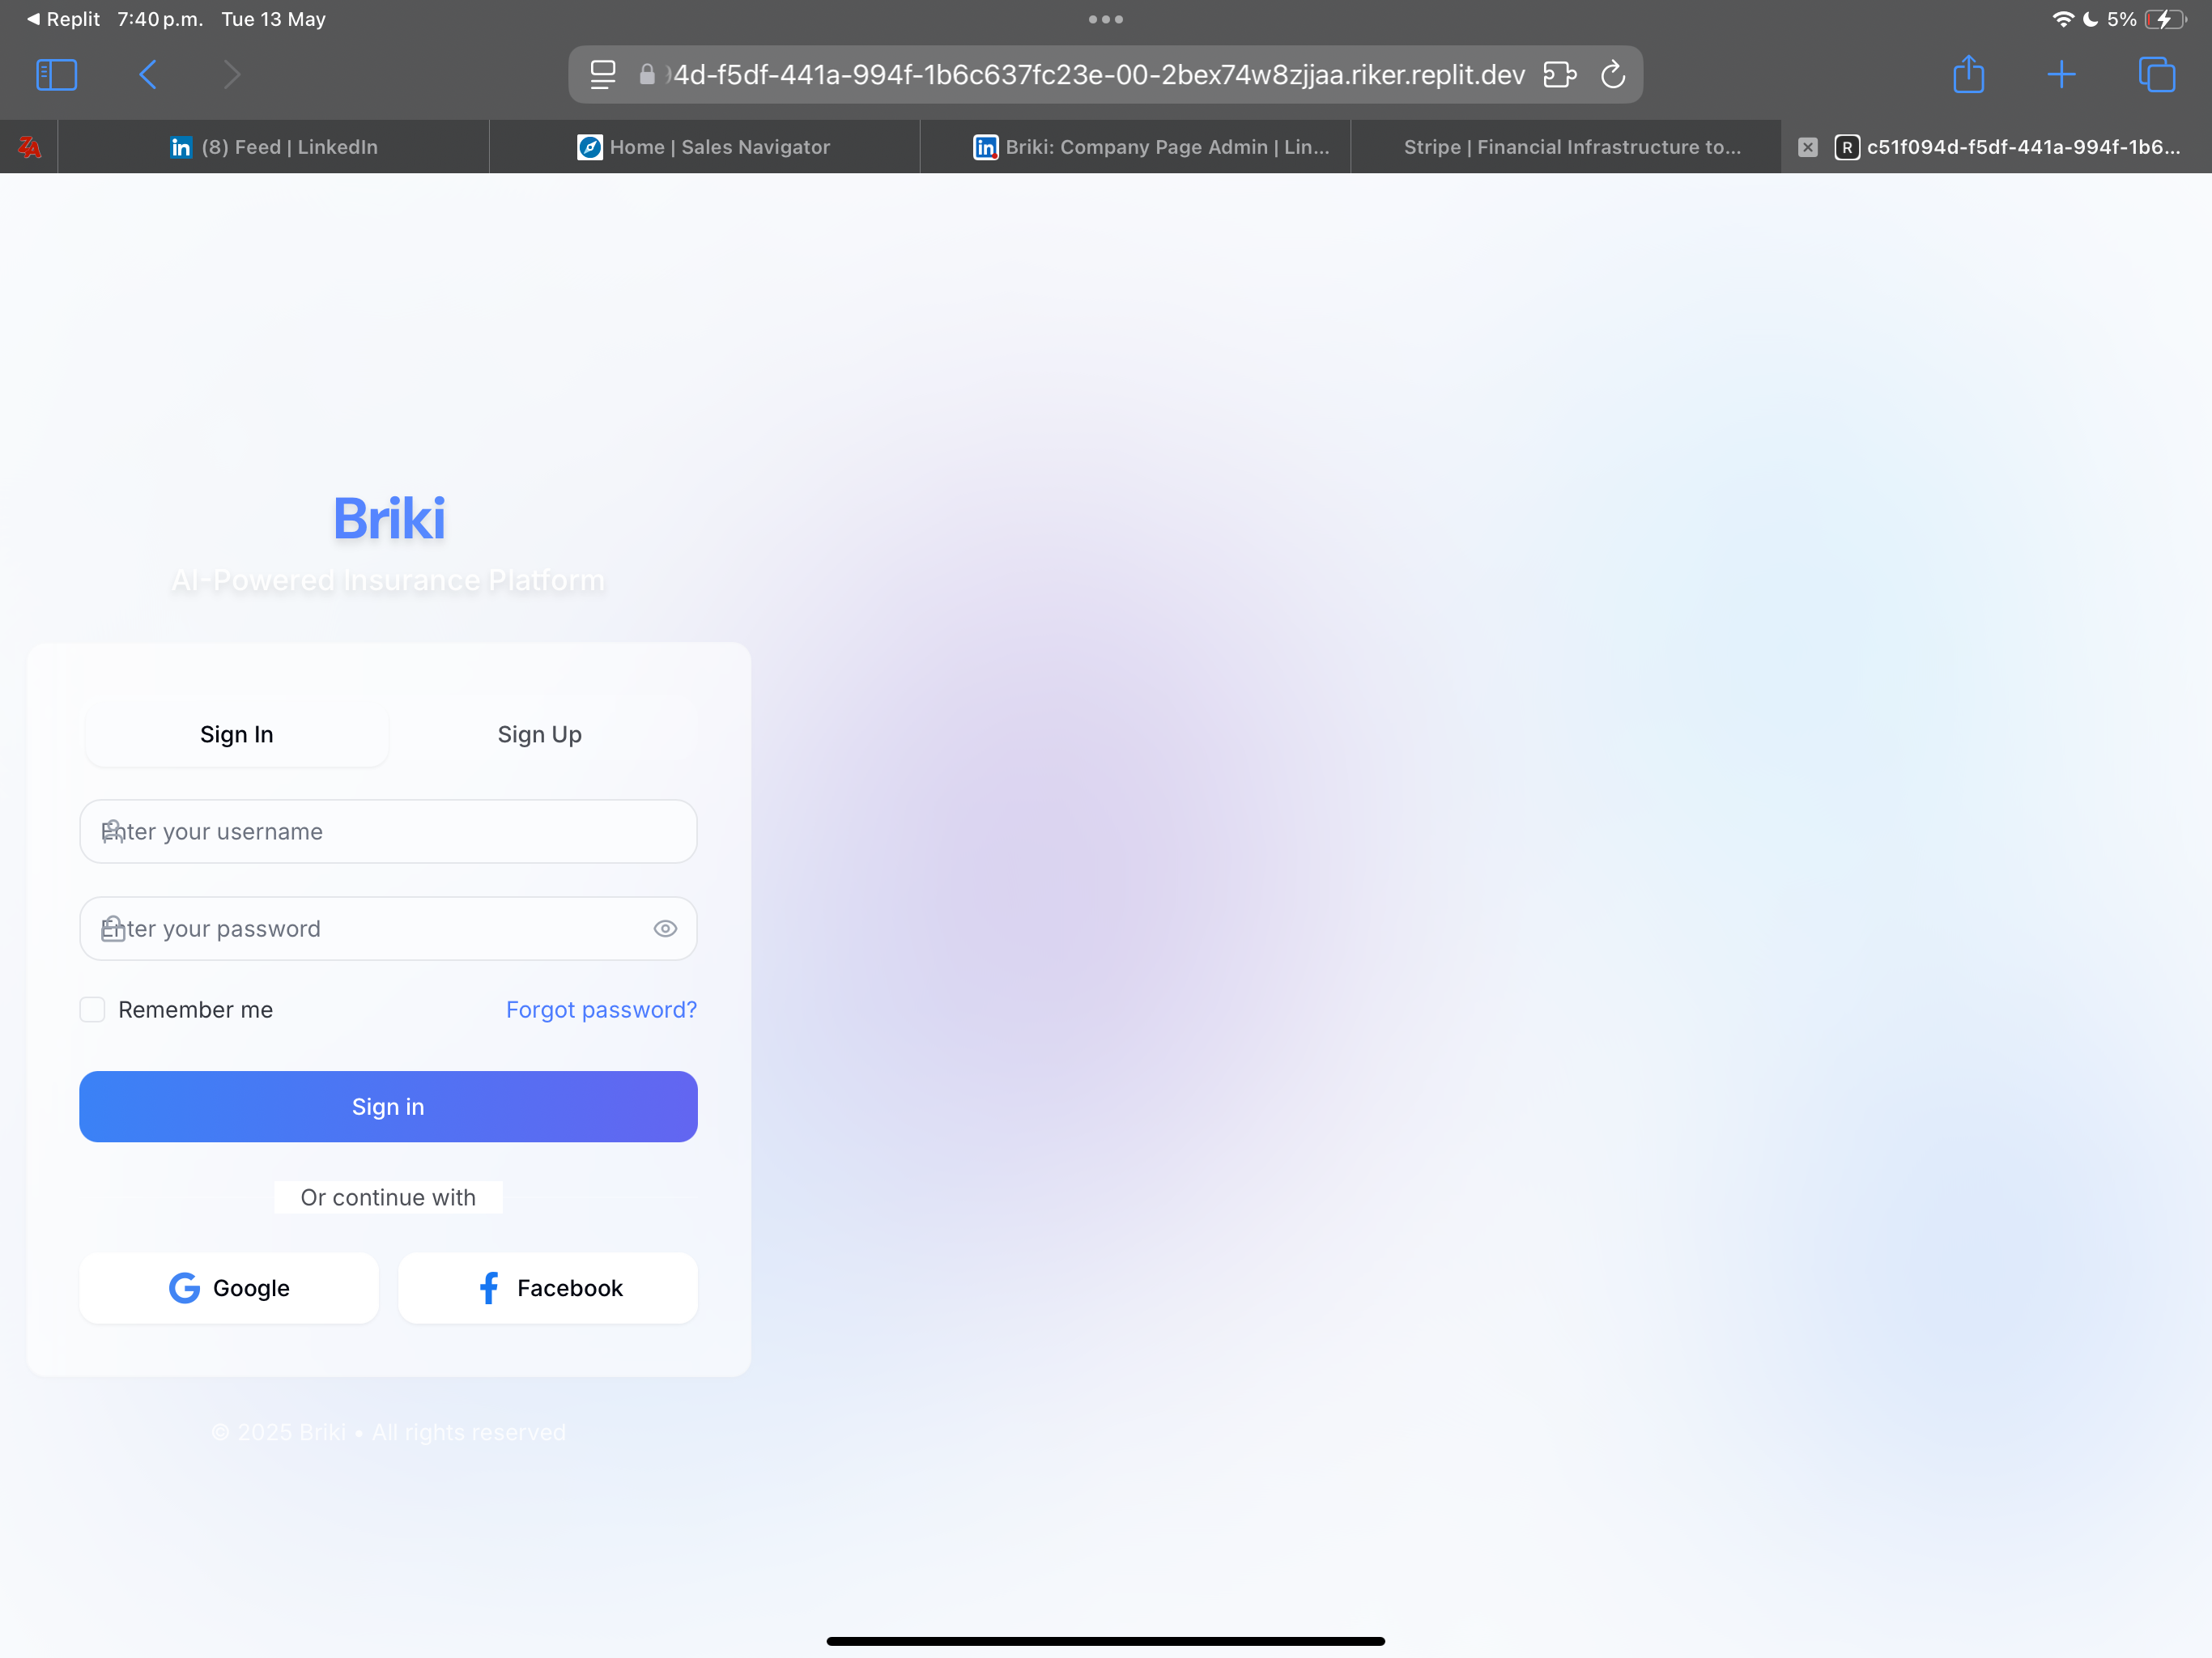 Replit 7:40 p.m. Tue 13 May 5%
4d-f5df-441a-994f-1b6c637fc23e-00-2bex74w8zjjaa.riker.replit.dev
ZA (8) Feed | LinkedIn Home | Sales Navigator Briki: Company Page Admin | Lin... Stripe | Financial Infrastructure to... R c51f094d-f5df-441a-994f-1b6...
Briki
AI-Powered Insurance Platform
Sign In Sign Up
Enter your username
Enter your password
Remember me Forgot password?
Sign in
Or continue with
Google Facebook
© 2025 Briki • All rights reserved